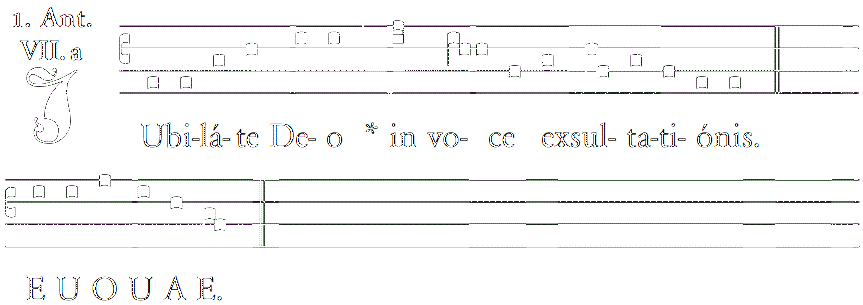 1. Ant.
VII. a
J Ubi-lá-te De-o * in vo- ce exsul- ta-ti- ónis.
E U O U A E.